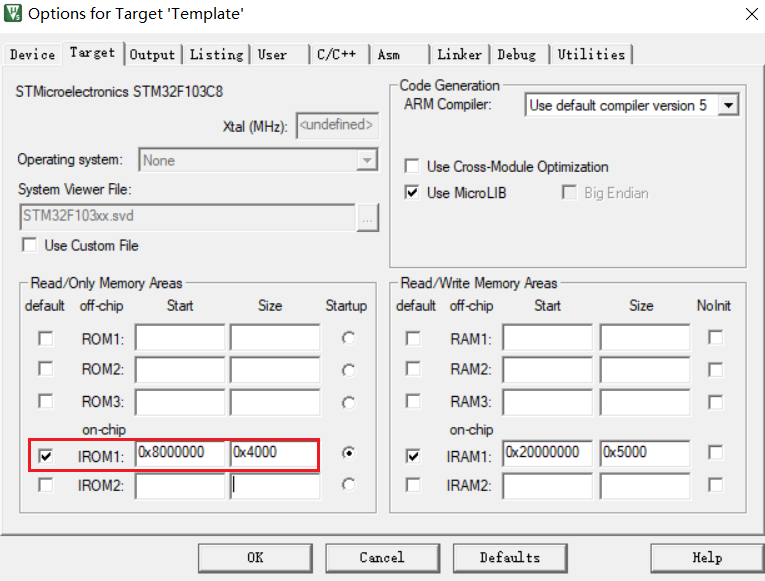 Options for Target 'Template'
Device Target Output Listing User C/C++ Asm Linker Debug Utilities
STMicroelectronics STM32F103C8
Xtal (MHz): <undefined>
Operating system: None
System Viewer File:
STM32F103xx.svd ...
Use Custom File
Code Generation
ARM Compiler: Use default compiler version 5
Use Cross-Module Optimization
Use MicroLIB Big Endian
Read/Only Memory Areas
default off-chip Start Size Startup
ROM1:
ROM2:
ROM3:
on-chip
IROM1: 0x8000000 0x4000
IROM2:
Read/Write Memory Areas
default off-chip Start Size NoInit
RAM1:
RAM2:
RAM3:
on-chip
IRAM1: 0x20000000 0x5000
IRAM2:
OK Cancel Defaults Help